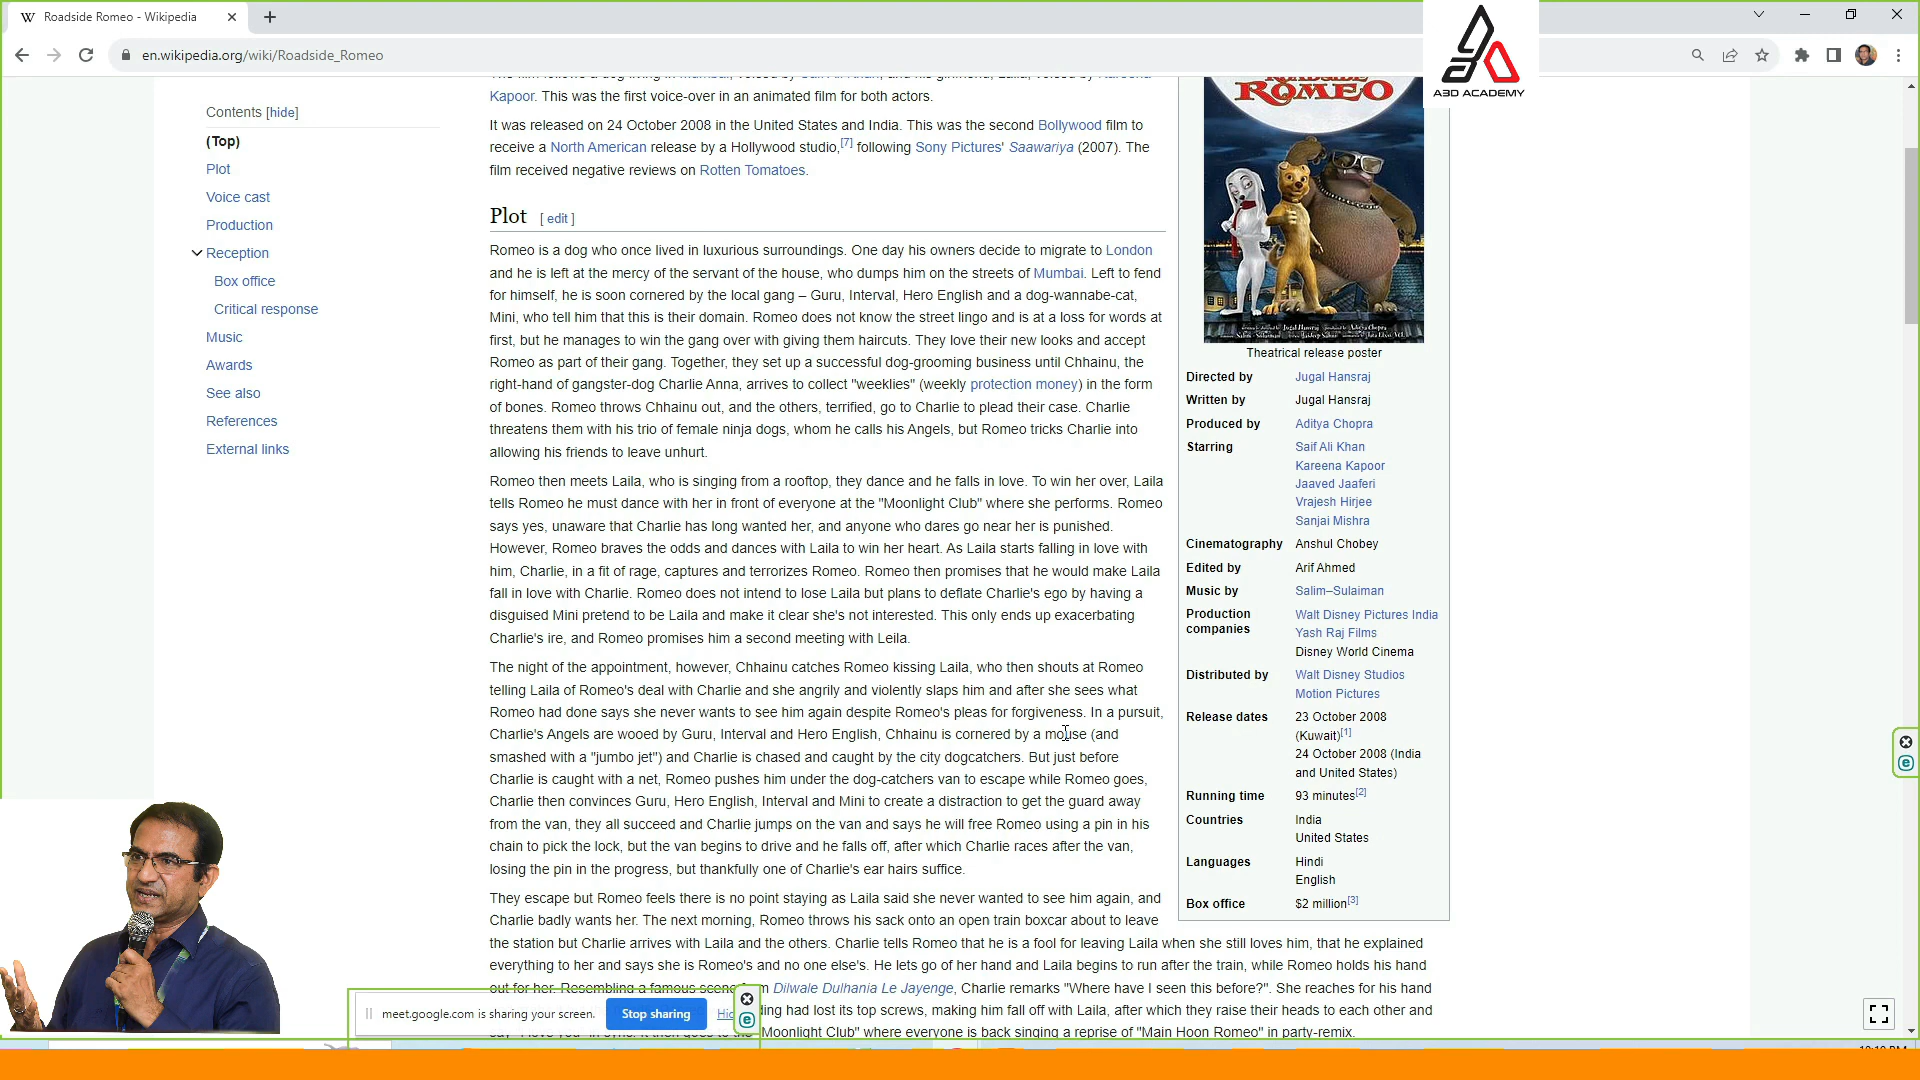 Roadside Romeo - Wikipedia
en.wikipedia.org/wiki/Roadside_Romeo
A3D ACADEMY
Contents [hide]
(Top)
Plot
Voice cast
Production
Reception
Box office
Critical response
Music
Awards
See also
References
External links
Kapoor. This was the first voice-over in an animated film for both actors.
It was released on 24 October 2008 in the United States and India. This was the second Bollywood film to
receive a North American release by a Hollywood studio,[7] following Sony Pictures' Saawariya (2007). The
film received negative reviews on Rotten Tomatoes.
Plot [ edit ]
Romeo is a dog who once lived in luxurious surroundings. One day his owners decide to migrate to London
and he is left at the mercy of the servant of the house, who dumps him on the streets of Mumbai. Left to fend
for himself, he is soon cornered by the local gang – Guru, Interval, Hero English and a dog-wannabe-cat,
Mini, who tell him that this is their domain. Romeo does not know the street lingo and is at a loss for words at
first, but he manages to win the gang over with giving them haircuts. They love their new looks and accept
Romeo as part of their gang. Together, they set up a successful dog-grooming business until Chhainu, the
right-hand of gangster-dog Charlie Anna, arrives to collect "weeklies" (weekly protection money) in the form
of bones. Romeo throws Chhainu out, and the others, terrified, go to Charlie to plead their case. Charlie
threatens them with his trio of female ninja dogs, whom he calls his Angels, but Romeo tricks Charlie into
allowing his friends to leave unhurt.
Romeo then meets Laila, who is singing from a rooftop, they dance and he falls in love. To win her over, Laila
tells Romeo he must dance with her in front of everyone at the "Moonlight Club" where she performs. Romeo
says yes, unaware that Charlie has long wanted her, and anyone who dares go near her is punished.
However, Romeo braves the odds and dances with Laila to win her heart. As Laila starts falling in love with
him, Charlie, in a fit of rage, captures and terrorizes Romeo. Romeo then promises that he would make Laila
fall in love with Charlie. Romeo does not intend to lose Laila but plans to deflate Charlie's ego by having a
disguised Mini pretend to be Laila and make it clear she's not interested. This only ends up exacerbating
Charlie's ire, and Romeo promises him a second meeting with Leila.
The night of the appointment, however, Chhainu catches Romeo kissing Laila, who then shouts at Romeo
telling Laila of Romeo's deal with Charlie and she angrily and violently slaps him and after she sees what
Romeo had done says she never wants to see him again despite Romeo's pleas for forgiveness. In a pursuit,
Charlie's Angels are wooed by Guru, Interval and Hero English, Chhainu is cornered by a mouse (and
smashed with a "jumbo jet") and Charlie is chased and caught by the city dogcatchers. But just before
Charlie is caught with a net, Romeo pushes him under the dog-catchers van to escape while Romeo goes,
Charlie then convinces Guru, Hero English, Interval and Mini to create a distraction to get the guard away
from the van, they all succeed and Charlie jumps on the van and says he will free Romeo using a pin in his
chain to pick the lock, but the van begins to drive and he falls off, after which Charlie races after the van,
losing the pin in the progress, but thankfully one of Charlie's ear hairs suffice.
They escape but Romeo feels there is no point staying as Laila said she never wanted to see him again, and
Charlie badly wants her. The next morning, Romeo throws his sack onto an open train boxcar about to leave
the station but Charlie arrives with Laila and the others. Charlie tells Romeo that he is a fool for leaving Laila when she still loves him, that he explained
everything to her and says she is Romeo's and no one else's. He lets go of her hand and Laila begins to run after the train, while Romeo holds his hand
out for her. Resembling a famous scene Dilwale Dulhania Le Jayenge, Charlie remarks "Where have I seen this before?". She reaches for his hand
had lost its top screws, making him fall off with Laila, after which they raise their heads to each other and
"Moonlight Club" where everyone is back singing a reprise of "Main Hoon Romeo" in party-remix.
ROADSIDE
ROMEO
Theatrical release poster
Directed by Jugal Hansraj
Written by Jugal Hansraj
Produced by Aditya Chopra
Starring Saif Ali Khan
Kareena Kapoor
Jaaved Jaaferi
Vrajesh Hirjee
Sanjai Mishra
Cinematography Anshul Chobey
Edited by Arif Ahmed
Music by Salim–Sulaiman
Production companies Walt Disney Pictures India
Yash Raj Films
Disney World Cinema
Distributed by Walt Disney Studios
Motion Pictures
Release dates 23 October 2008
(Kuwait)[1]
24 October 2008 (India
and United States)
Running time 93 minutes[2]
Countries India
United States
Languages Hindi
English
Box office $2 million[3]
meet.google.com is sharing your screen. Stop sharing